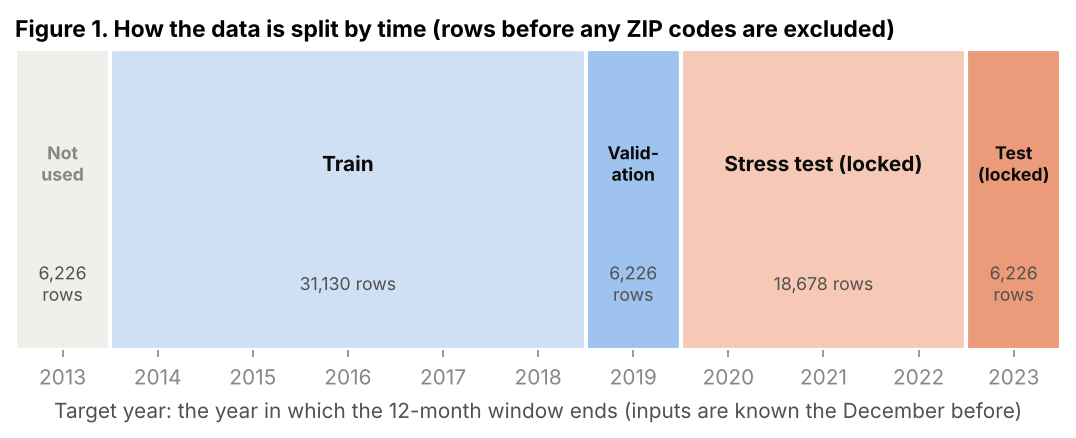 Figure 1. How the data is split by time (rows before any ZIP codes are excluded)
Not
used
Train
Valid-
ation
Stress test (locked)
Test
(locked)
6,226
rows
31,130 rows
6,226
rows
18,678 rows
6,226
rows
2013 2014 2015 2016 2017 2018 2019 2020 2021 2022 2023
Target year: the year in which the 12-month window ends (inputs are known the December before)